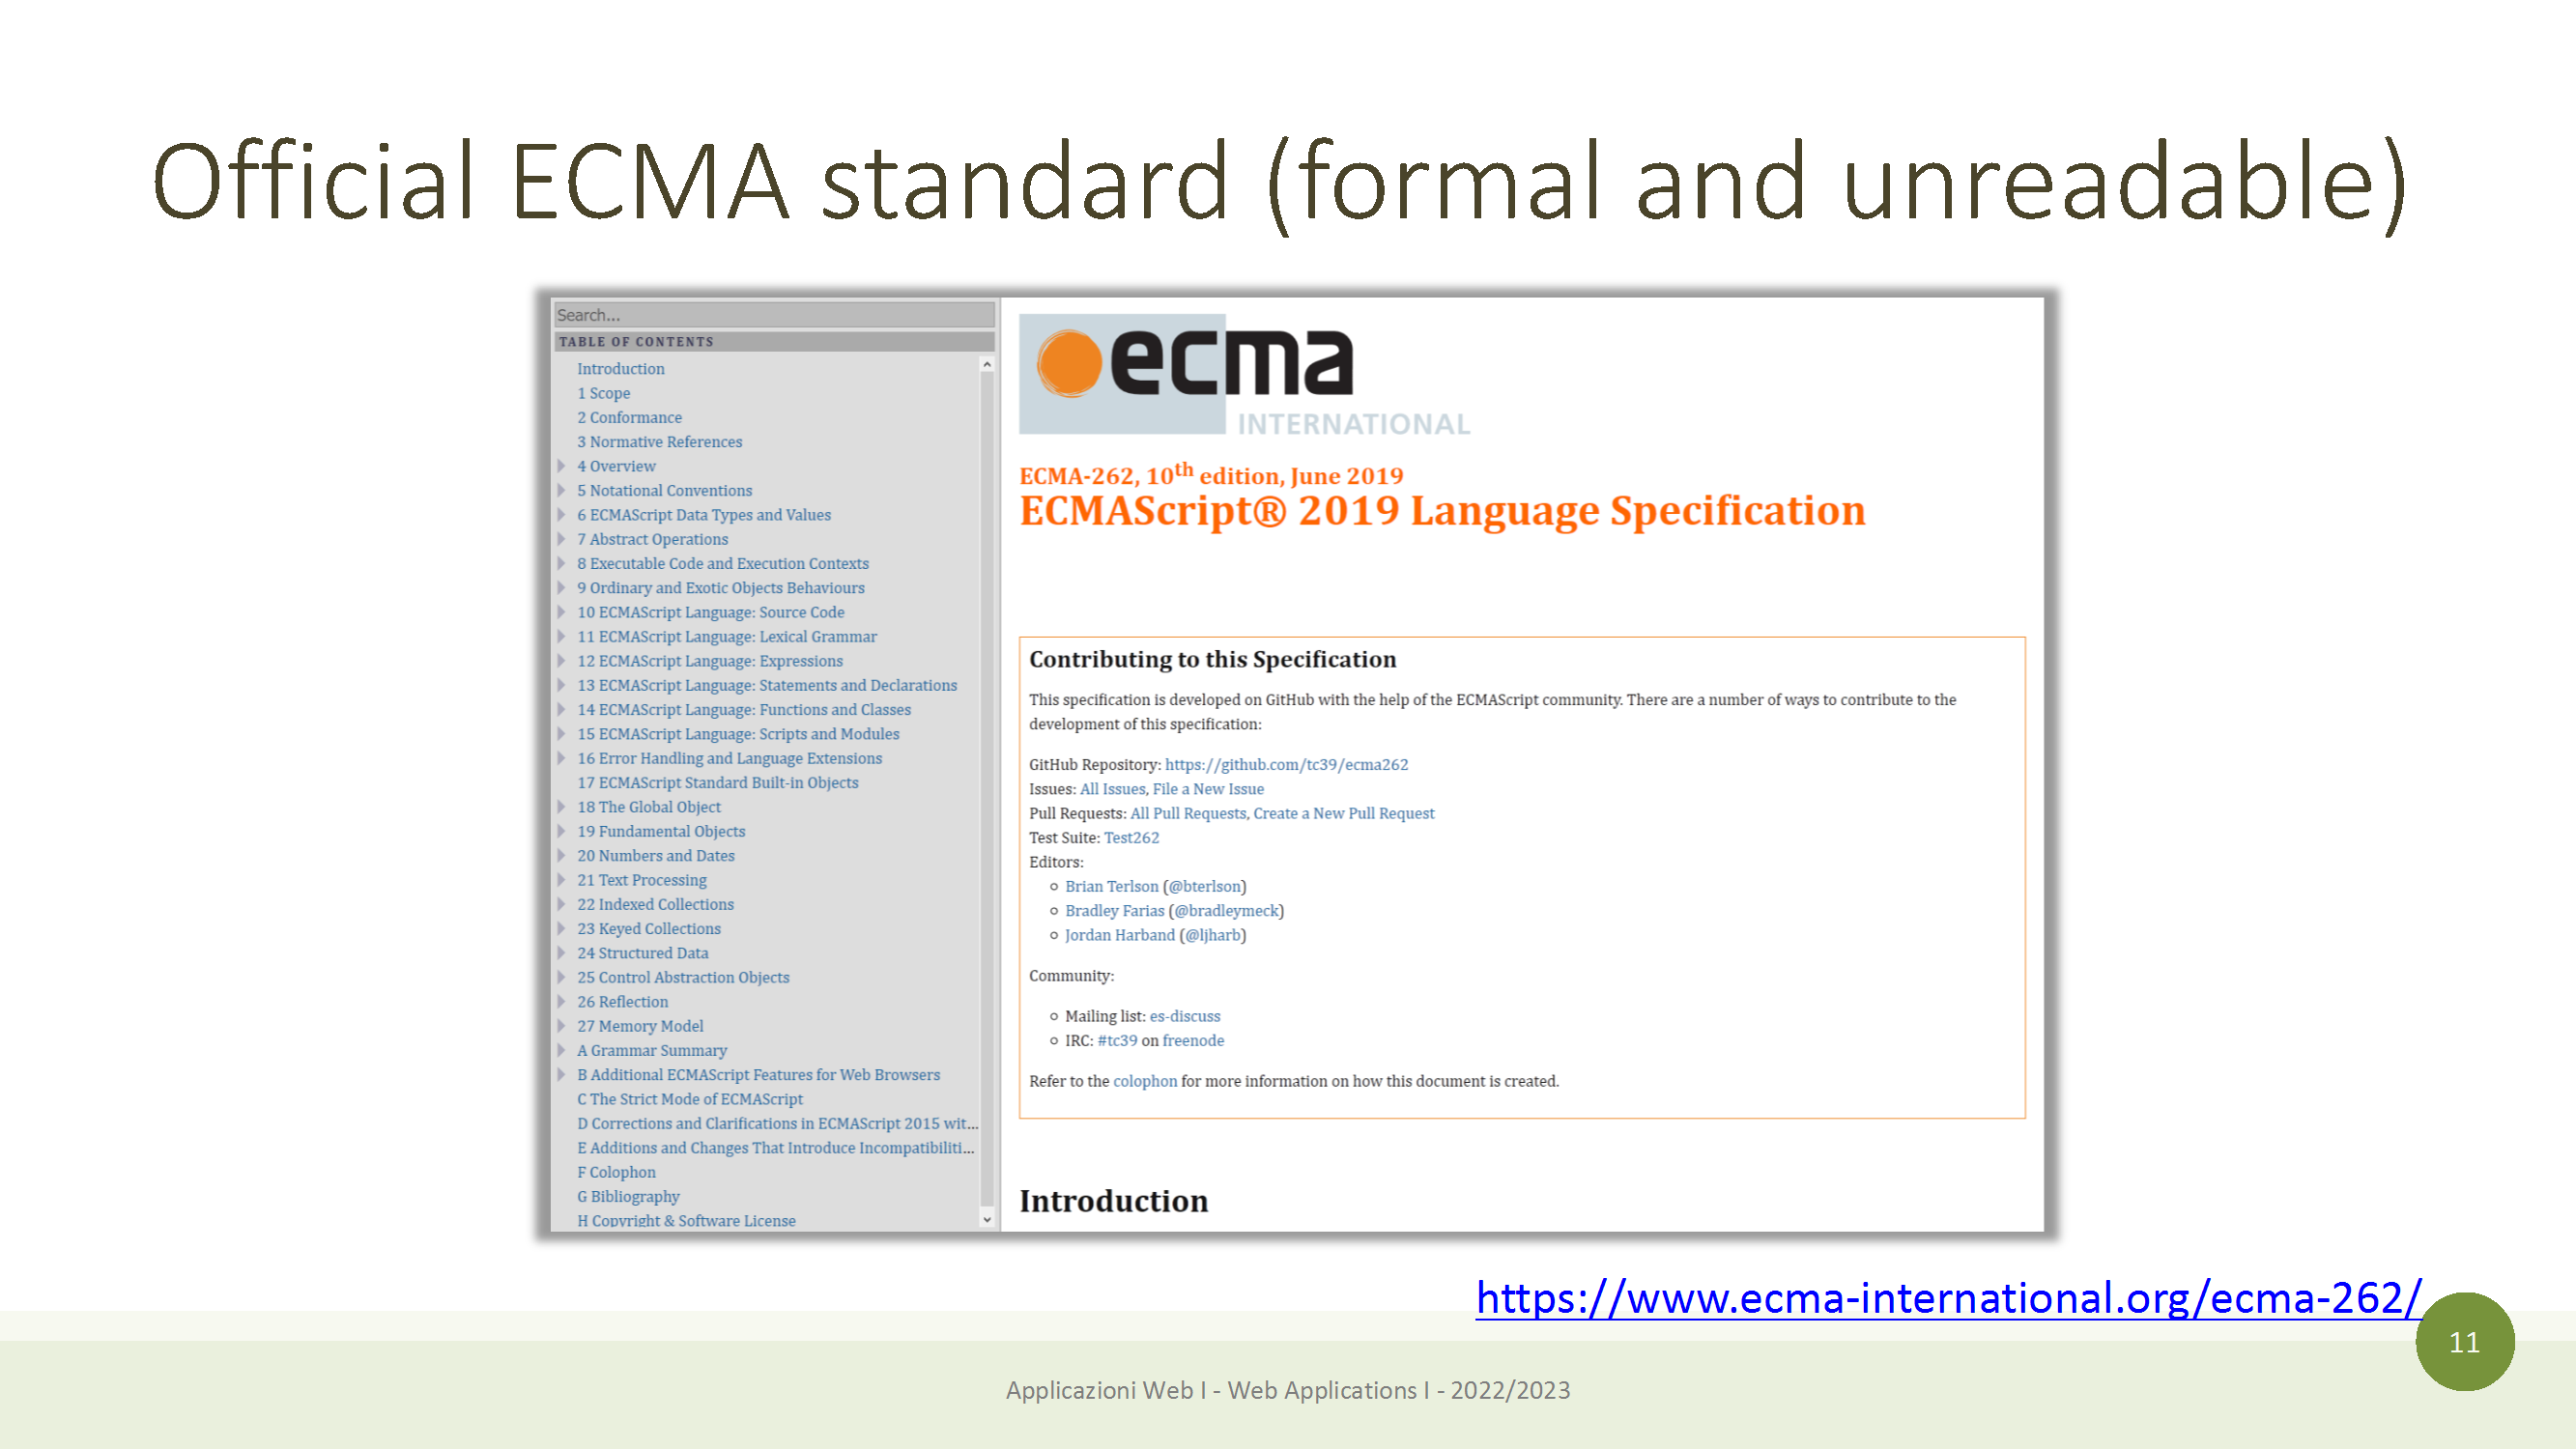 Official ECMA standard (formal and unreadable)
Search...
TABLE OF CONTENTS
Introduction
1 Scope
2 Conformance
3 Normative References
4 Overview
5 Notational Conventions
6 ECMAScript Data Types and Values
7 Abstract Operations
8 Executable Code and Execution Contexts
9 Ordinary and Exotic Objects Behaviours
10 ECMAScript Language: Source Code
11 ECMAScript Language: Lexical Grammar
12 ECMAScript Language: Expressions
13 ECMAScript Language: Statements and Declarations
14 ECMAScript Language: Functions and Classes
15 ECMAScript Language: Scripts and Modules
16 Error Handling and Language Extensions
17 ECMAScript Standard Built-in Objects
18 The Global Object
19 Fundamental Objects
20 Numbers and Dates
21 Text Processing
22 Indexed Collections
23 Keyed Collections
24 Structured Data
25 Control Abstraction Objects
26 Reflection
27 Memory Model
A Grammar Summary
B Additional ECMAScript Features for Web Browsers
C The Strict Mode of ECMAScript
D Corrections and Clarifications in ECMAScript 2015 wit...
E Additions and Changes That Introduce Incompatibiliti...
F Colophon
G Bibliography
H Copyright & Software License
ecma
INTERNATIONAL
ECMA-262, 10th edition, June 2019
ECMAScript® 2019 Language Specification
Contributing to this Specification
This specification is developed on GitHub with the help of the ECMAScript community. There are a number of ways to contribute to the
development of this specification:
GitHub Repository: https://github.com/tc39/ecma262
Issues: All Issues, File a New Issue
Pull Requests: All Pull Requests, Create a New Pull Request
Test Suite: Test262
Editors:
Brian Terlson (@bterlson)
Bradley Farias (@bradleymeck)
Jordan Harband (@ljharb)
Community:
Mailing list: es-discuss
IRC: #tc39 on freenode
Refer to the colophon for more information on how this document is created.
Introduction
https://www.ecma-international.org/ecma-262/
11
Applicazioni Web I - Web Applications I - 2022/2023